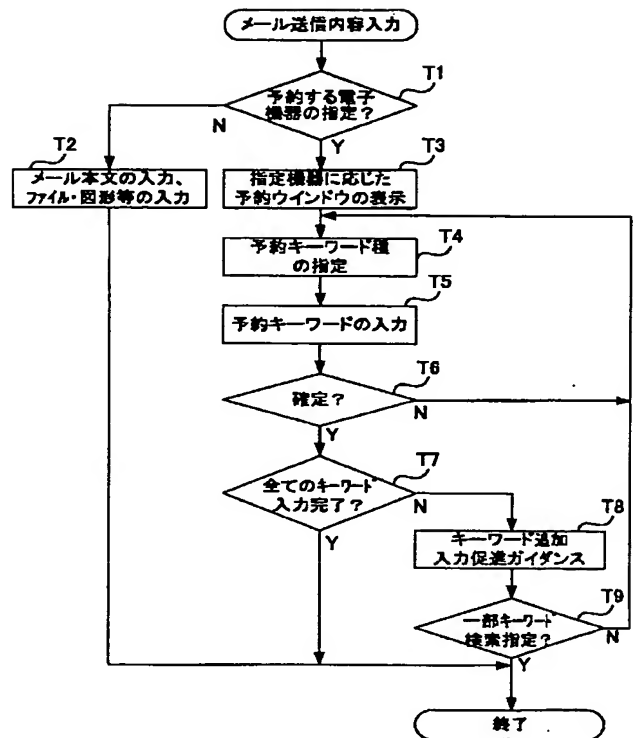 メール送信内容入力
T1
予約する電子
機器の指定?
N
Y
T2
メール本文の入力、
ファイル・図形等の入力
T3
指定機器に応じた
予約ウインドウの表示
T4
予約キーワード種
の指定
T5
予約キーワードの入力
T6
確定?
N
Y
T7
全てのキーワード
入力完了?
N
Y
T8
キーワード追加
入力促進ガイダンス
T9
一部キーワード
検索指定?
N
Y
終了